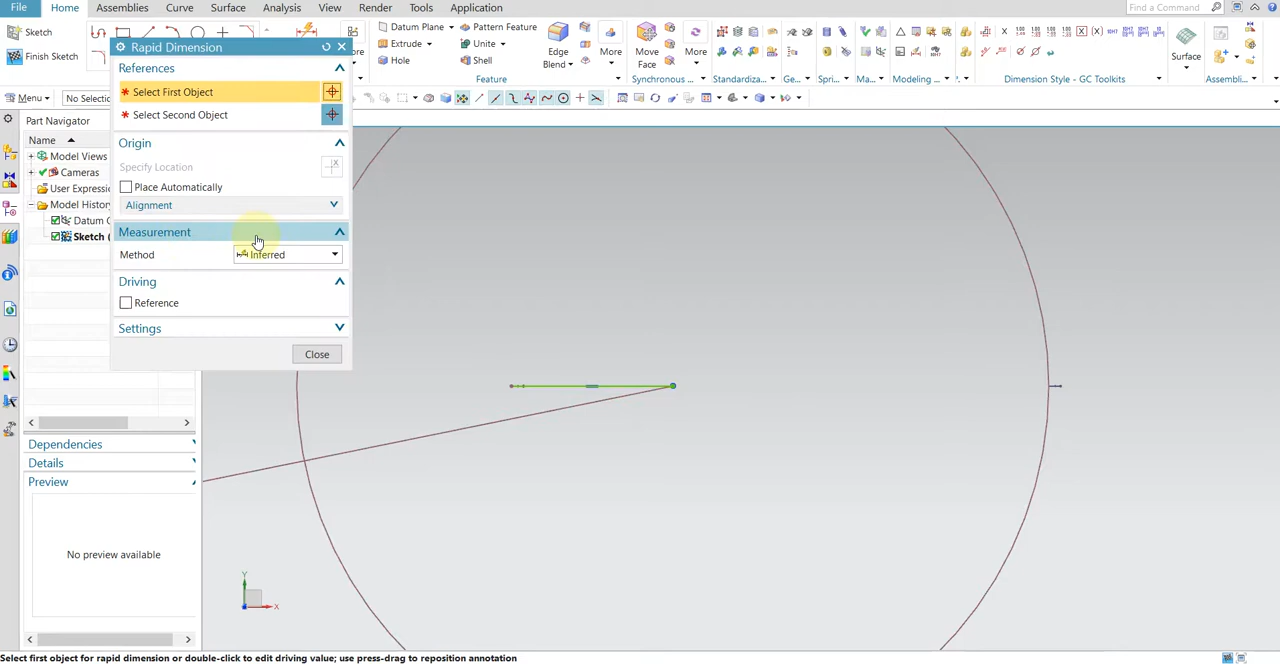 File Home Assemblies Curve Surface Analysis View Render Tools Application Find a Command
Sketch
Finish Sketch
Datum Plane
Extrude
Hole
Pattern Feature
Unite
Shell
Edge Blend
More
Move Face
More
Surface
Feature
Synchronous ...
Standardiza...
Ge...
Spri...
Ma...
Modeling ...
Dimension Style - GC Toolkits
Assembli...
Menu
No Selectio
Rapid Dimension
References
* Select First Object
* Select Second Object
Origin
Specify Location
Place Automatically
Alignment
Measurement
Method
Inferred
Driving
Reference
Settings
Close
Part Navigator
Name
Model Views
Cameras
User Expressio
Model History
Datum C
Sketch (
Dependencies
Details
Preview
No preview available
Y
X
Select first object for rapid dimension or double-click to edit driving value; use press-drag to reposition annotation